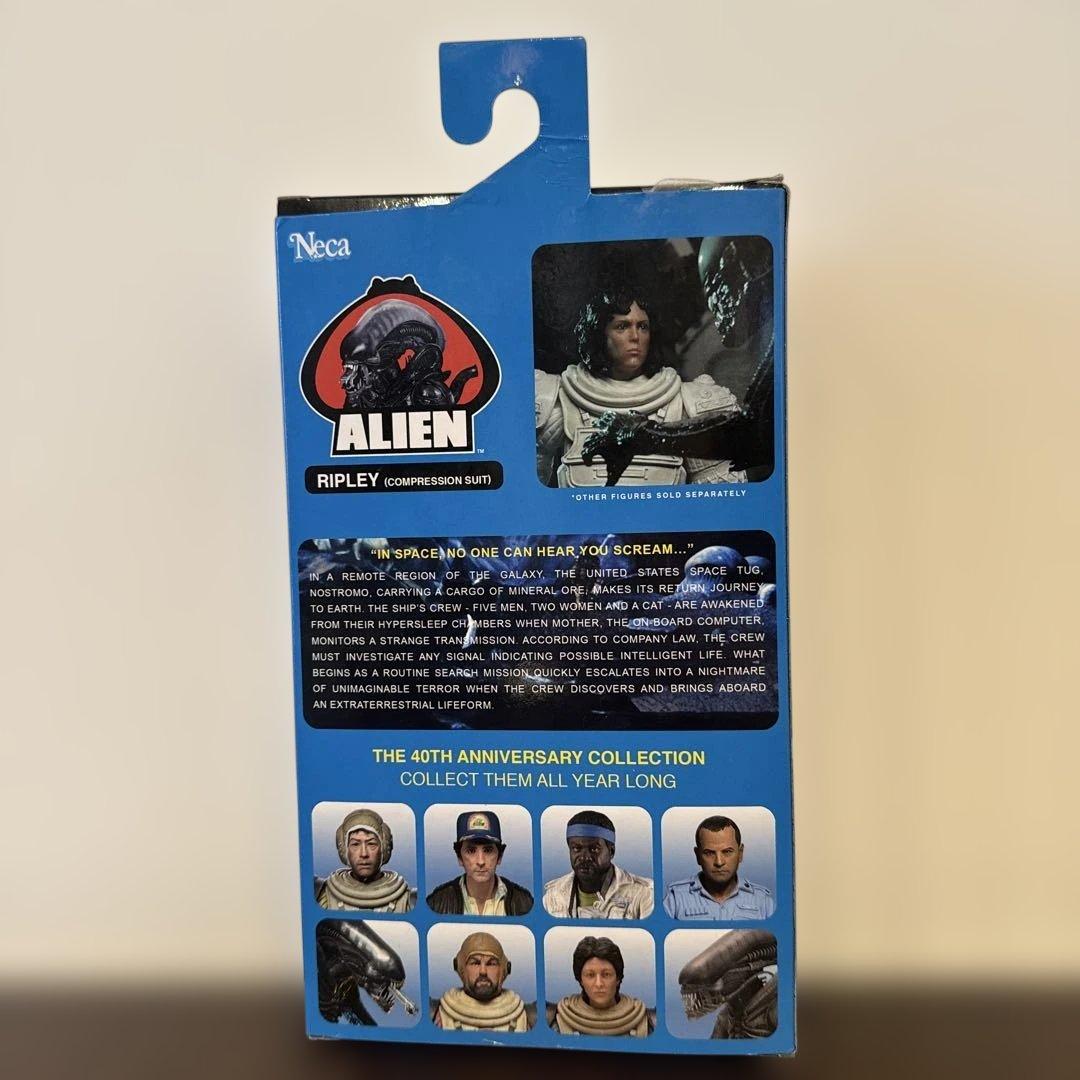 Neca
ALIEN™
RIPLEY (COMPRESSION SUIT)
*OTHER FIGURES SOLD SEPARATELY
“IN SPACE, NO ONE CAN HEAR YOU SCREAM...”
IN A REMOTE REGION OF THE GALAXY, THE UNITED STATES SPACE TUG,
NOSTROMO, CARRYING A CARGO OF MINERAL ORE, MAKES ITS RETURN JOURNEY
TO EARTH. THE SHIP'S CREW - FIVE MEN, TWO WOMEN AND A CAT - ARE AWAKENED
FROM THEIR HYPERSLEEP CHAMBERS WHEN MOTHER, THE ON-BOARD COMPUTER,
MONITORS A STRANGE TRANSMISSION. ACCORDING TO COMPANY LAW, THE CREW
MUST INVESTIGATE ANY SIGNAL INDICATING POSSIBLE INTELLIGENT LIFE. WHAT
BEGINS AS A ROUTINE SEARCH MISSION QUICKLY ESCALATES INTO A NIGHTMARE
OF UNIMAGINABLE TERROR WHEN THE CREW DISCOVERS AND BRINGS ABOARD
AN EXTRATERRESTRIAL LIFEFORM.
THE 40TH ANNIVERSARY COLLECTION
COLLECT THEM ALL YEAR LONG